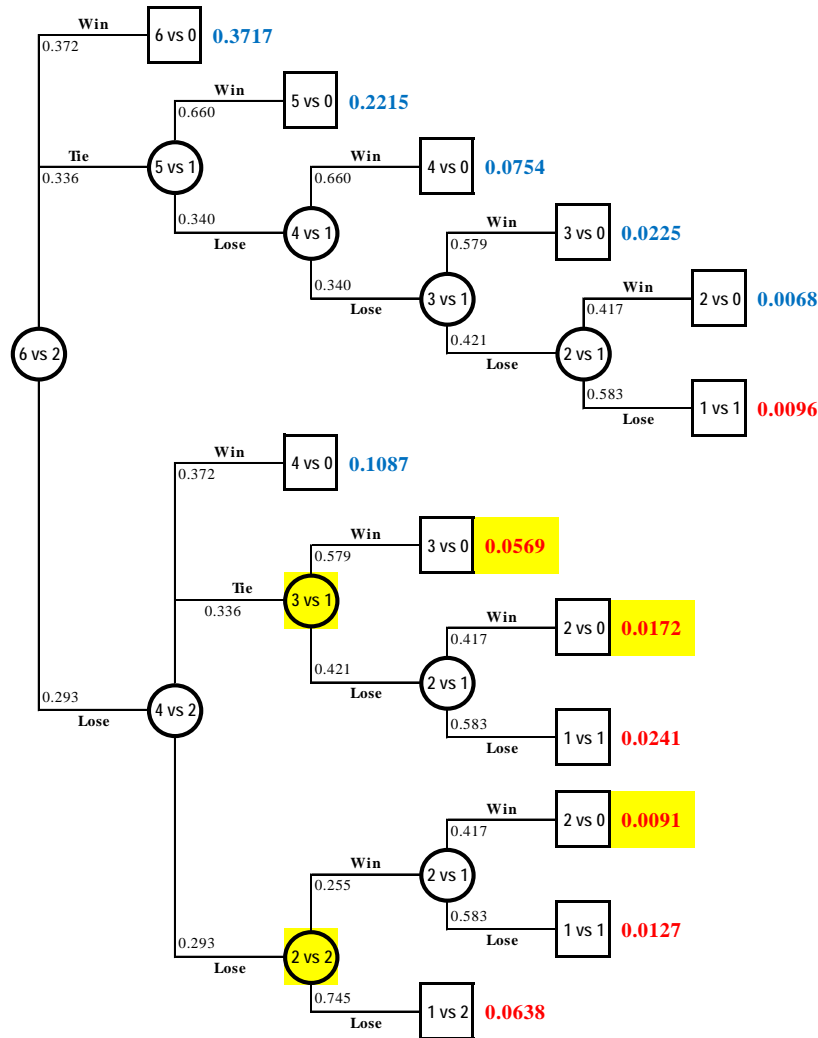 Win
0.372
6 vs 0 0.3717
Win
0.660
5 vs 0 0.2215
Tie
0.336
5 vs 1
Win
0.660
4 vs 0 0.0754
0.340
Lose
4 vs 1
Win
0.579
3 vs 0 0.0225
0.340
Lose
3 vs 1
Win
0.417
2 vs 0 0.0068
0.421
Lose
2 vs 1
6 vs 2
0.583
Lose
1 vs 1 0.0096
Win
0.372
4 vs 0 0.1087
Win
0.579
3 vs 0 0.0569
Tie
0.336
3 vs 1
Win
0.417
2 vs 0 0.0172
0.421
Lose
2 vs 1
0.293
Lose
4 vs 2
0.583
Lose
1 vs 1 0.0241
Win
0.417
2 vs 0 0.0091
Win
0.255
2 vs 1
0.583
Lose
1 vs 1 0.0127
0.293
Lose
2 vs 2
0.745
Lose
1 vs 2 0.0638